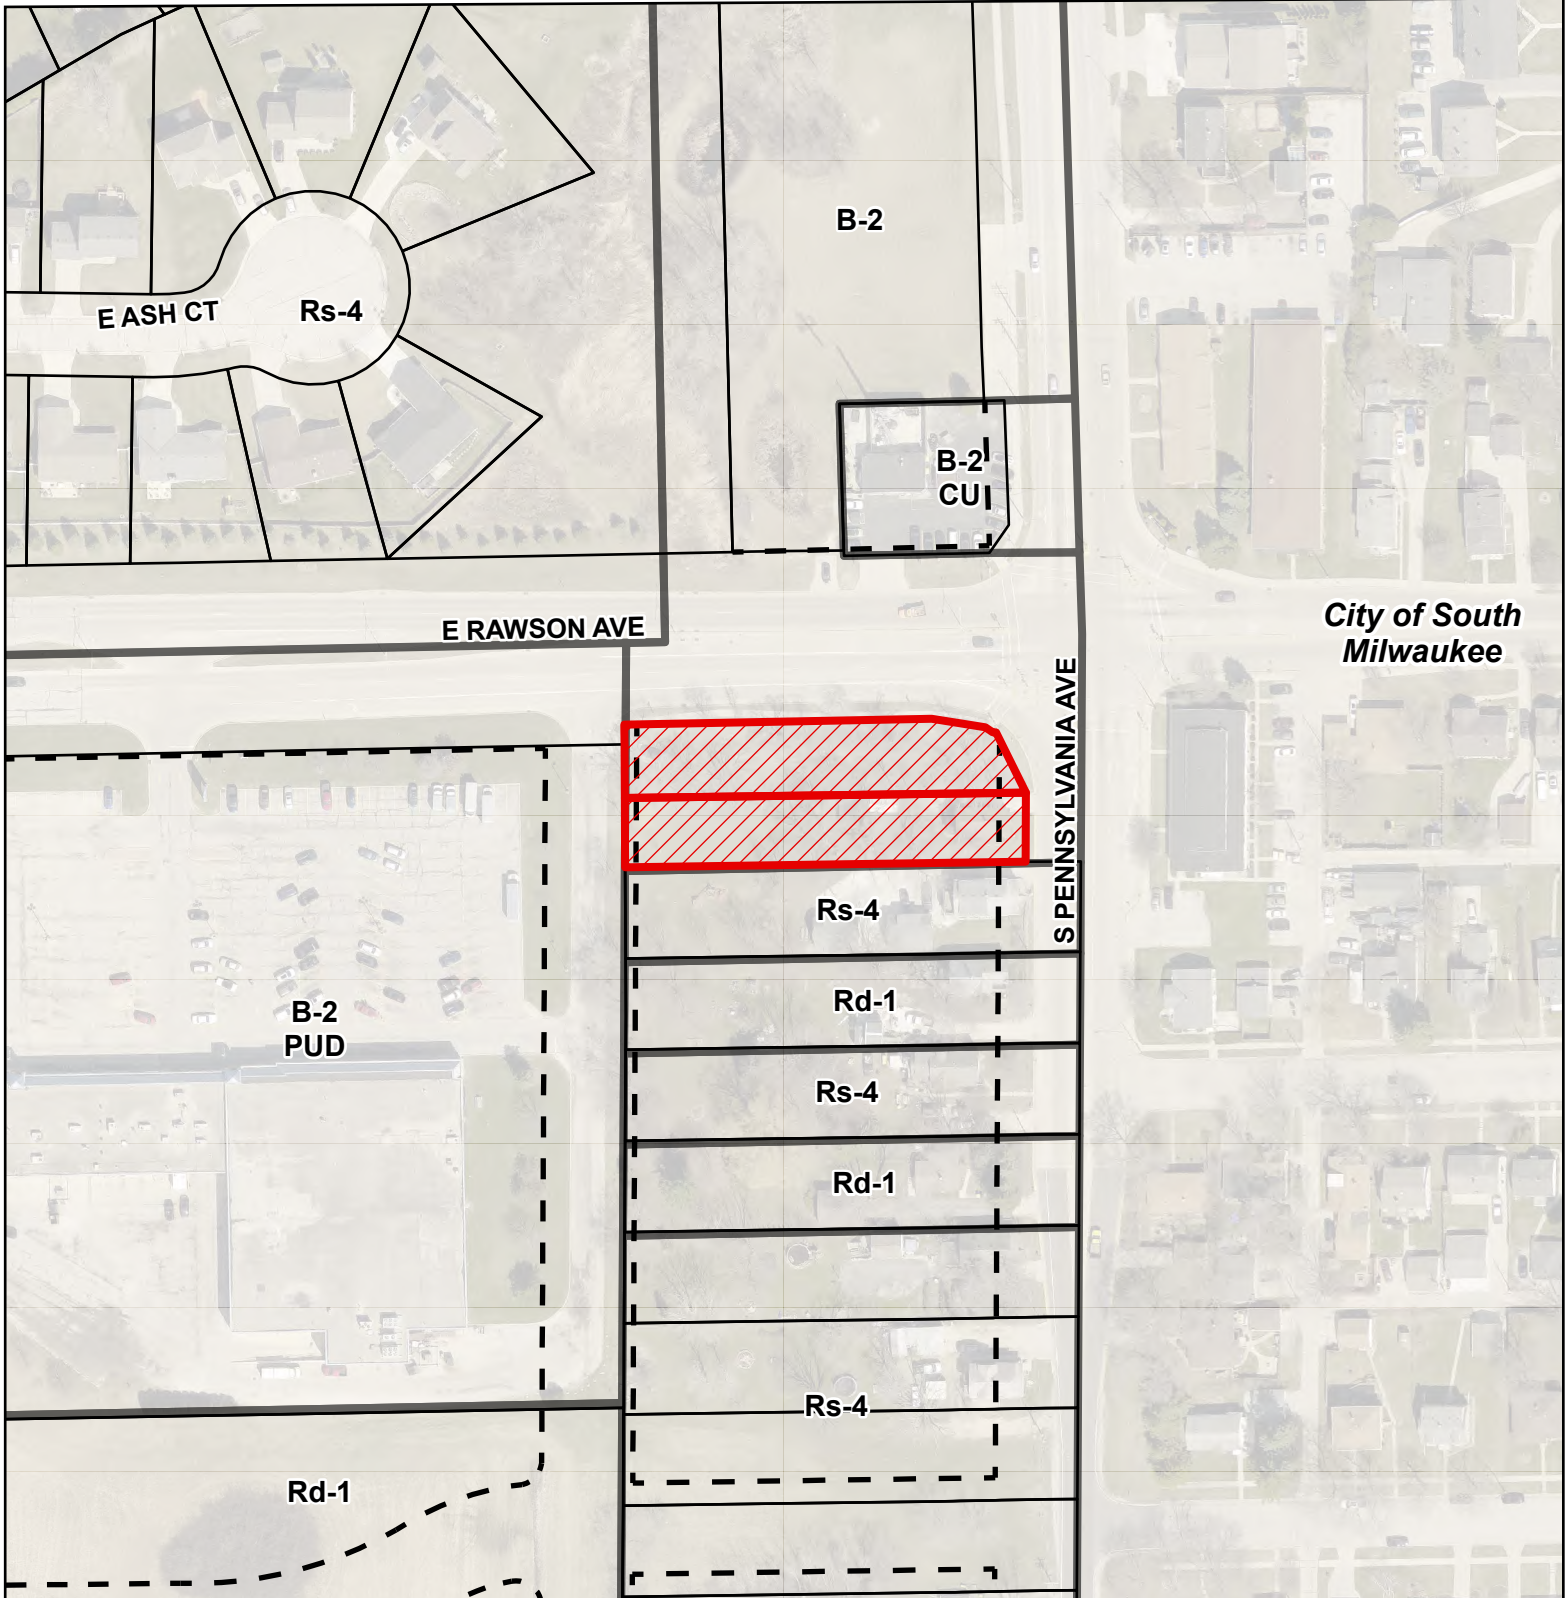 B-2
E ASH CT
Rs-4
B-2
CU
E RAWSON AVE
City of South
Milwaukee
S PENNSYLVANIA AVE
Rs-4
Rd-1
B-2
PUD
Rs-4
Rd-1
Rs-4
Rd-1